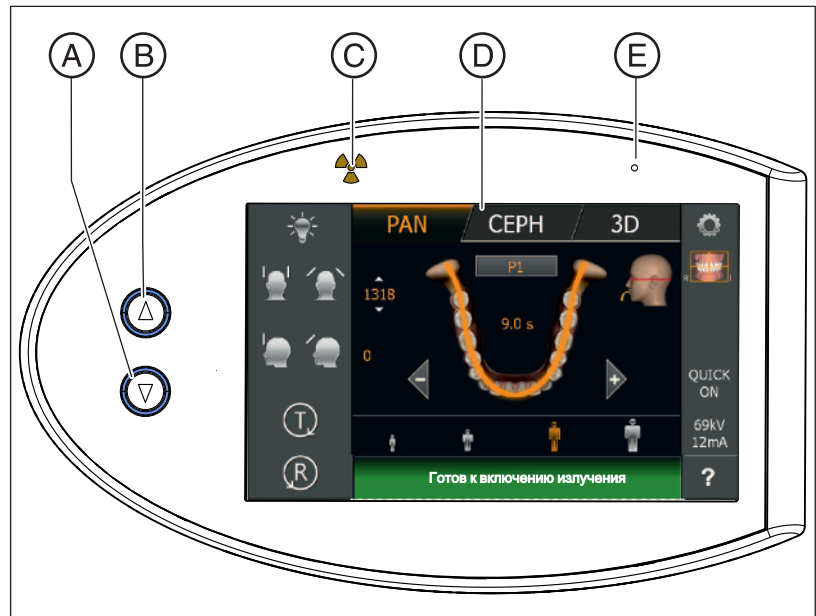 A B C D E
PAN CEPH 3D
P1
R L
1318
9.0 s
0
QUICK
ON
T
69kV
12mA
R
Готов к включению излучения
?